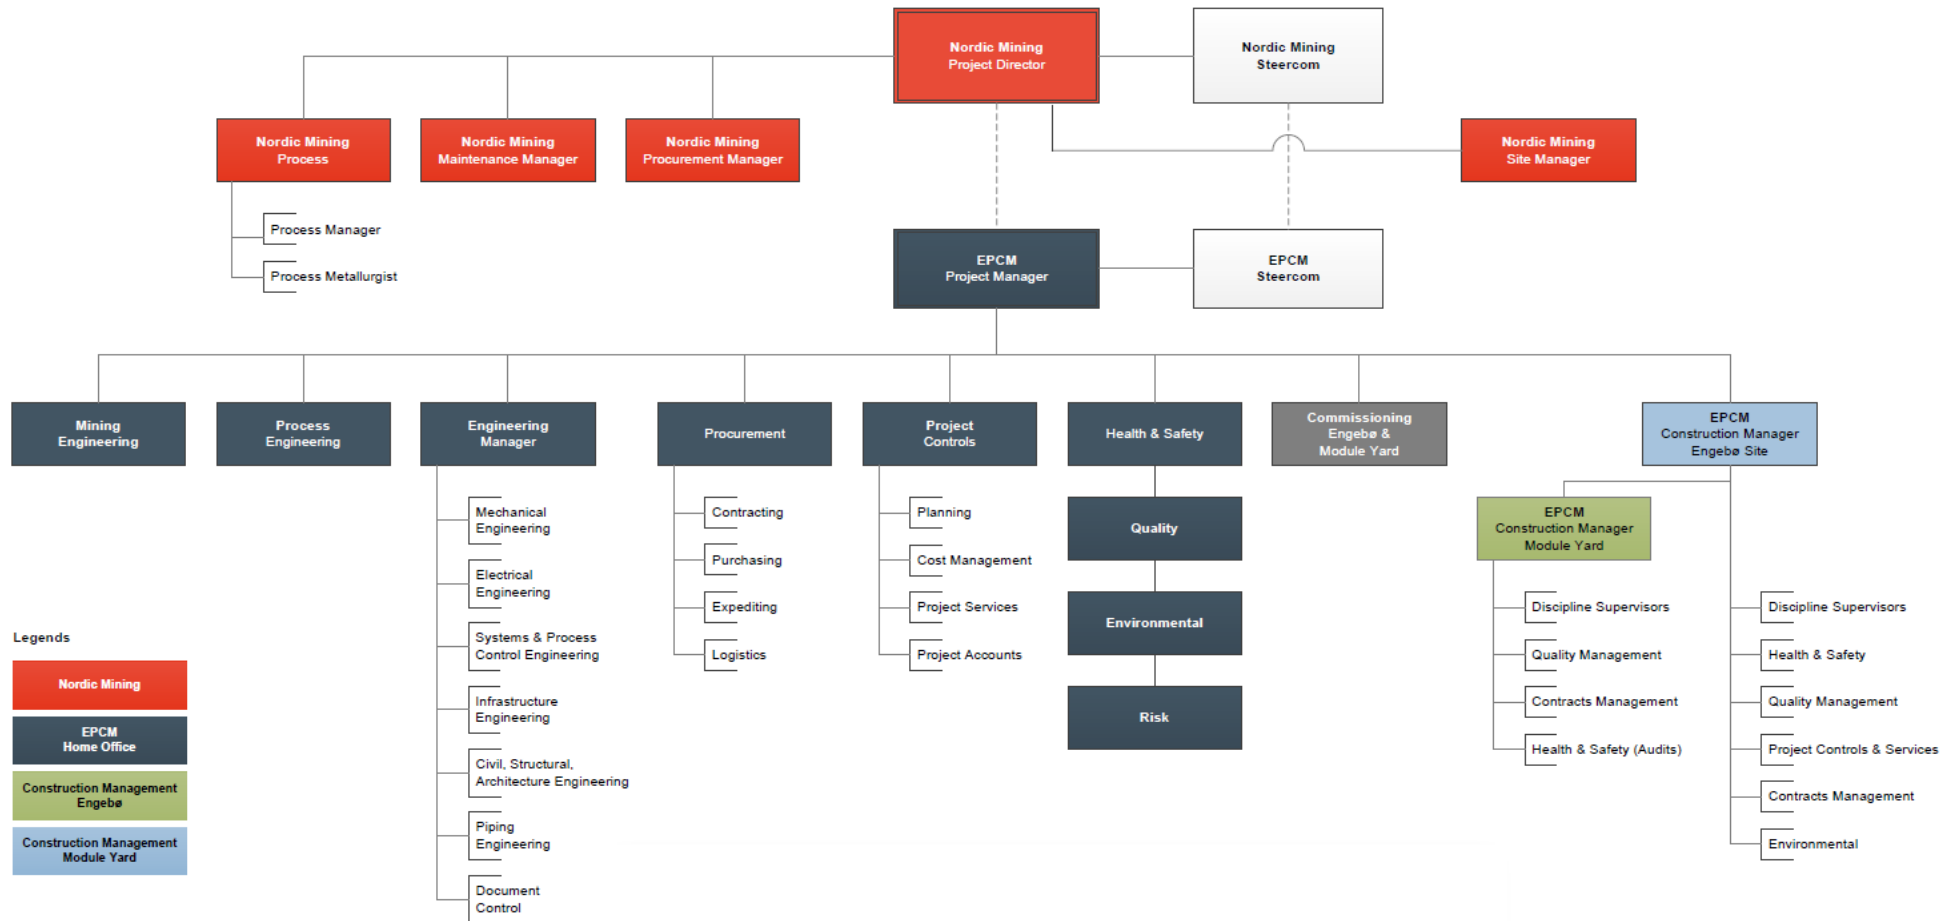 Nordic Mining
Project Director
Nordic Mining
Steercom
Nordic Mining
Process
Nordic Mining
Maintenance Manager
Nordic Mining
Procurement Manager
Nordic Mining
Site Manager
Process Manager
Process Metallurgist
EPCM
Project Manager
EPCM
Steercom
Mining
Engineering
Process
Engineering
Engineering
Manager
Procurement
Project
Controls
Health & Safety
Commissioning
Engebø &
Module Yard
EPCM
Construction Manager
Engebø Site
Mechanical
Engineering
Electrical
Engineering
Systems & Process
Control Engineering
Infrastructure
Engineering
Civil, Structural,
Architecture Engineering
Piping
Engineering
Document
Control
Contracting
Purchasing
Expediting
Logistics
Planning
Cost Management
Project Services
Project Accounts
Quality
Environmental
Risk
EPCM
Construction Manager
Module Yard
Discipline Supervisors
Quality Management
Contracts Management
Health & Safety (Audits)
Discipline Supervisors
Health & Safety
Quality Management
Project Controls & Services
Contracts Management
Environmental
Legends
Nordic Mining
EPCM
Home Office
Construction Management
Engebø
Construction Management
Module Yard